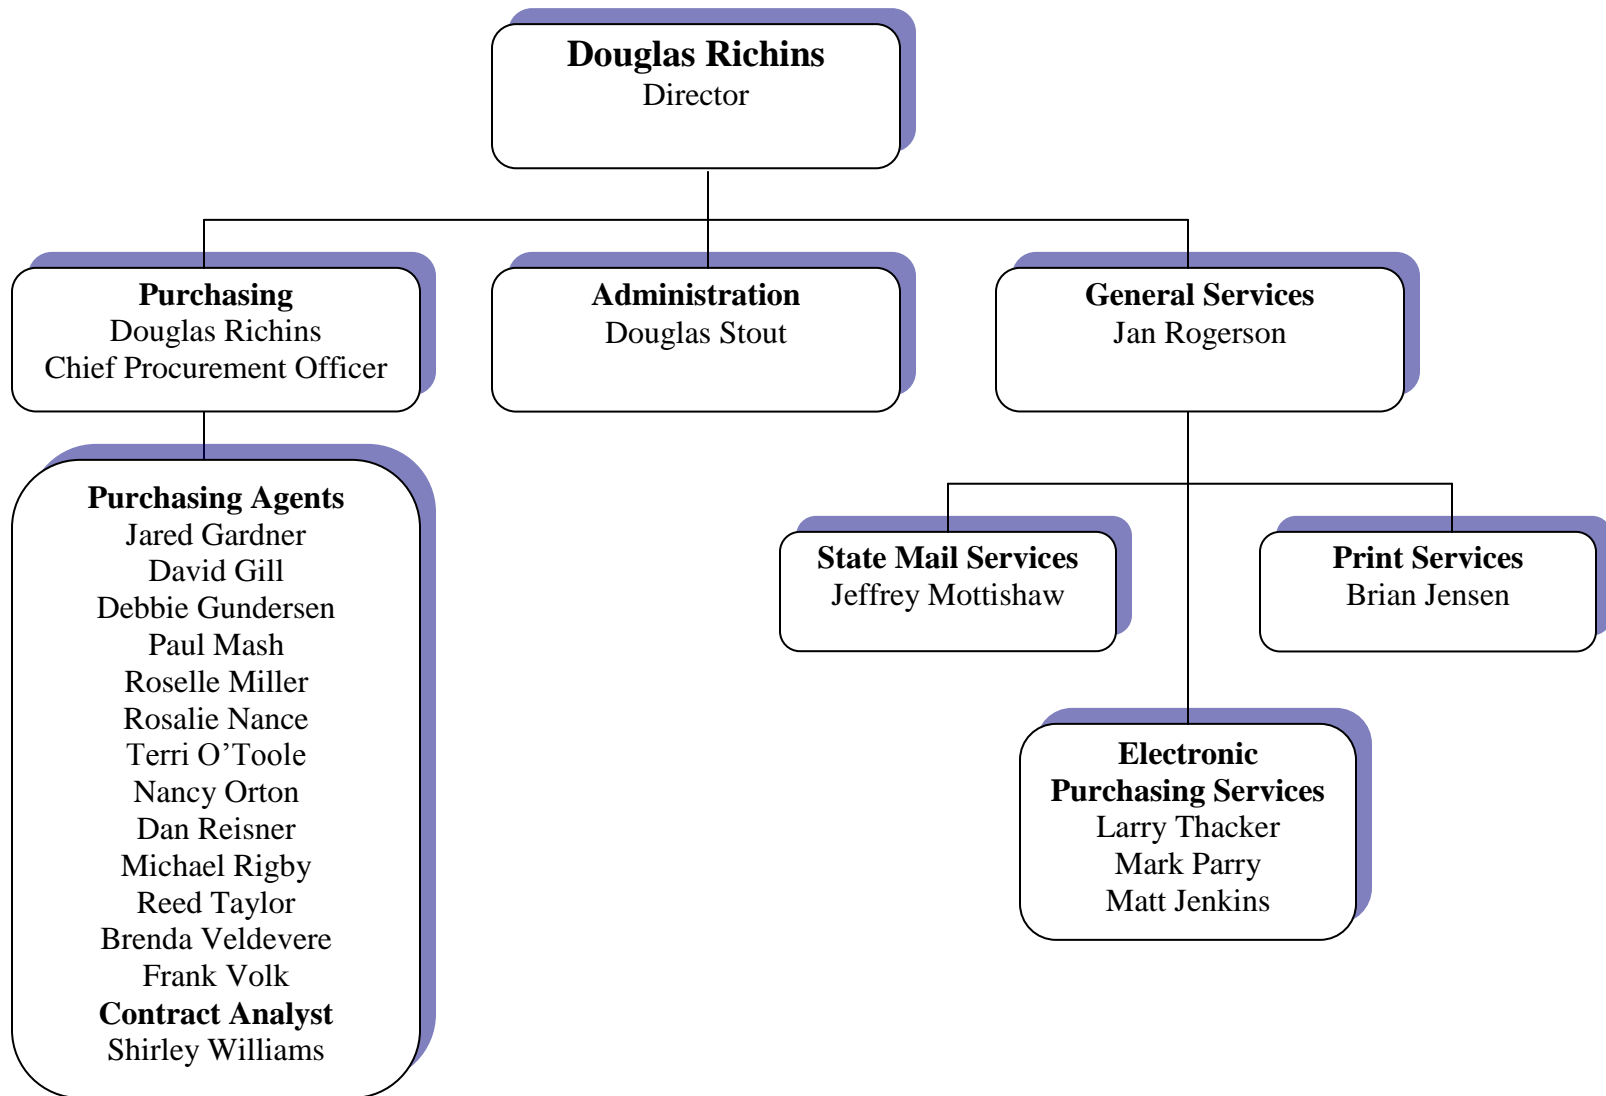 Douglas Richins
Director
Purchasing
Douglas Richins
Chief Procurement Officer
Administration
Douglas Stout
General Services
Jan Rogerson
Purchasing Agents
Jared Gardner
David Gill
Debbie Gundersen
Paul Mash
Roselle Miller
Rosalie Nance
Terri O’Toole
Nancy Orton
Dan Reisner
Michael Rigby
Reed Taylor
Brenda Veldevere
Frank Volk
Contract Analyst
Shirley Williams
State Mail Services
Jeffrey Mottishaw
Print Services
Brian Jensen
Electronic
Purchasing Services
Larry Thacker
Mark Parry
Matt Jenkins